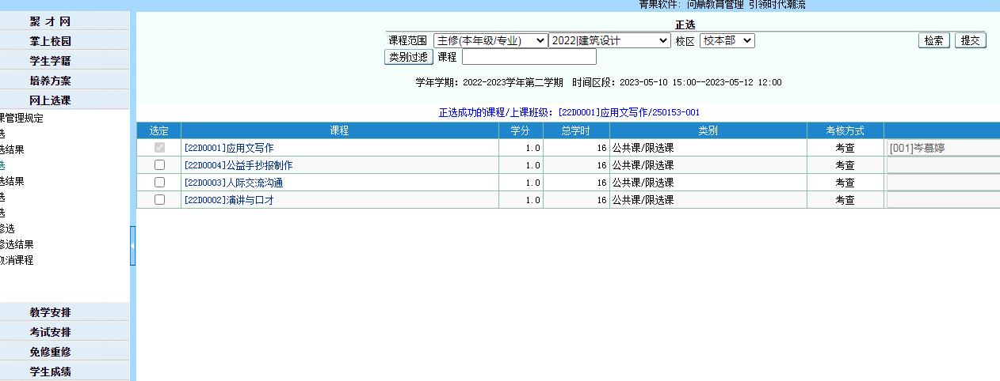 青果软件: 问鼎教育管理 引领时代潮流
聚 才 网
掌上校园
学生学籍
培养方案
网上选课
课管理规定
选
选结果
选
选结果
选
选
修选
修选结果
取消课程
教学安排
考试安排
免修重修
学生成绩
正选
课程范围 主修(本年级/专业) 2022|建筑设计 校区 校本部 检索 提交
类别过滤 课程
学年学期: 2022-2023学年第二学期 时间区段: 2023-05-10 15:00--2023-05-12 12:00
正选成功的课程/上课班级: [22D0001]应用文写作/250153-001
选定 课程 学分 总学时 类别 考核方式
[22D0001]应用文写作 1.0 16 公共课/限选课 考查 [001]岑慕婷
[22D0004]公益手抄报制作 1.0 16 公共课/限选课 考查
[22D0003]人际交流沟通 1.0 16 公共课/限选课 考查
[22D0002]演讲与口才 1.0 16 公共课/限选课 考查